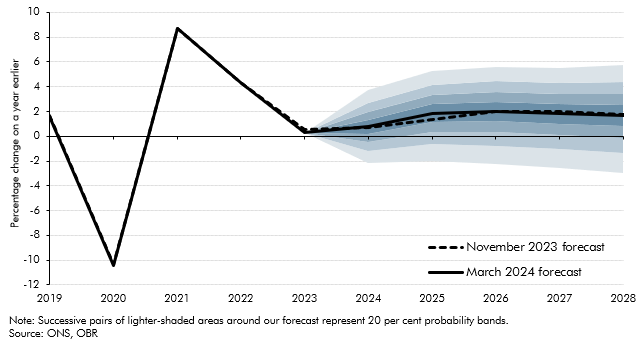 Percentage change on a year earlier
12
10
8
6
4
2
0
-2
-4
-6
-8
-10
-12
November 2023 forecast
March 2024 forecast
2019 2020 2021 2022 2023 2024 2025 2026 2027 2028
Note: Successive pairs of lighter-shaded areas around our forecast represent 20 per cent probability bands.
Source: ONS, OBR